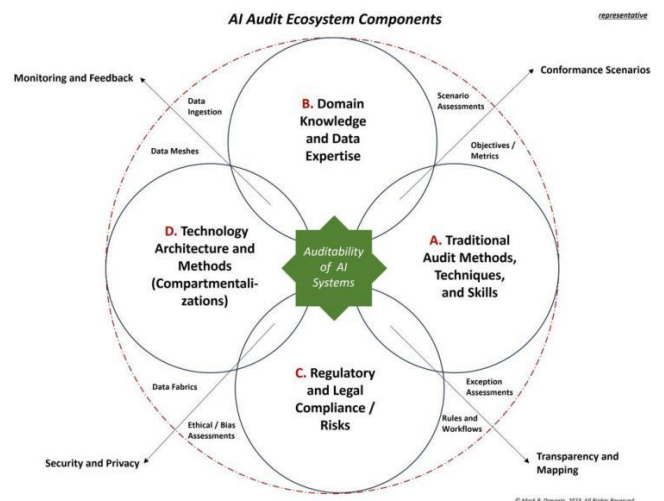 AI Audit Ecosystem Components
representative
Monitoring and Feedback
Conformance Scenarios
Data
Ingestion
Data Meshes
B. Domain
Knowledge
and Data
Expertise
Scenario
Assessments
Objectives /
Metrics
D. Technology
Architecture and
Methods
(Compartmentali-
zations)
Auditability
of AI
Systems
A. Traditional
Audit Methods,
Techniques,
and Skills
C. Regulatory
and Legal
Compliance /
Risks
Data Fabrics
Ethical / Bias
Assessments
Exception
Assessments
Rules and
Workflows
Security and Privacy
Transparency and
Mapping